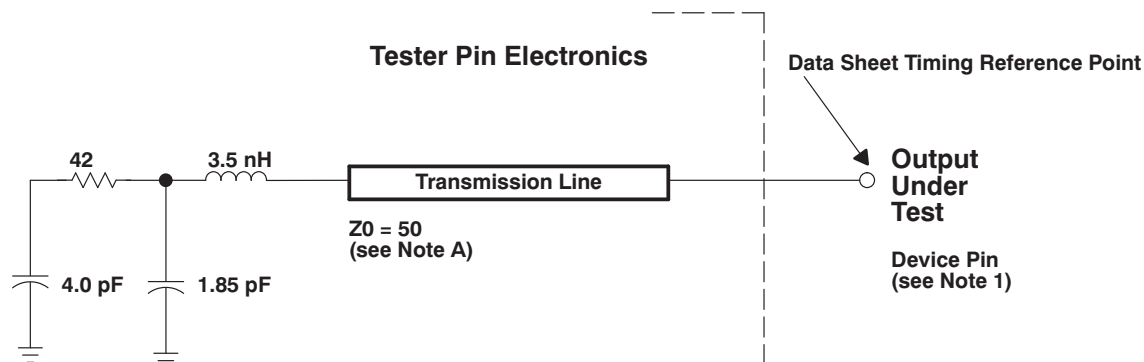 Tester Pin Electronics
Data Sheet Timing Reference Point
42
3.5 nH
Transmission Line
Output
Under
Test
Z0 = 50
(see Note A)
Device Pin
(see Note 1)
4.0 pF
1.85 pF